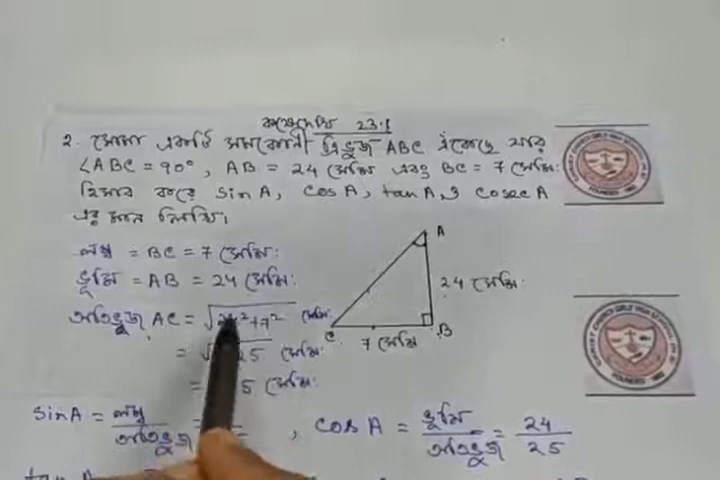 কষে দেখি 23.1
2. সোমা একটি সমকোণী ত্রিভুজ ABC এঁকেছে যার
∠ABC = 90°, AB = 24 সেমি এবং BC = 7 সেমি.
হিসাব করে sin A, cos A, tan A, ও cosec A
এর মান লিখি।
লম্ব = BC = 7 সেমি.
ভূমি = AB = 24 সেমি.
অতিভুজ AC = সেমি.
= সেমি.
= সেমি.
A
24 সেমি.
C
7 সেমি
B
sin A = লম্ব/অতিভুজ = , cos A = ভূমি/অতিভুজ = 24/25
tan A